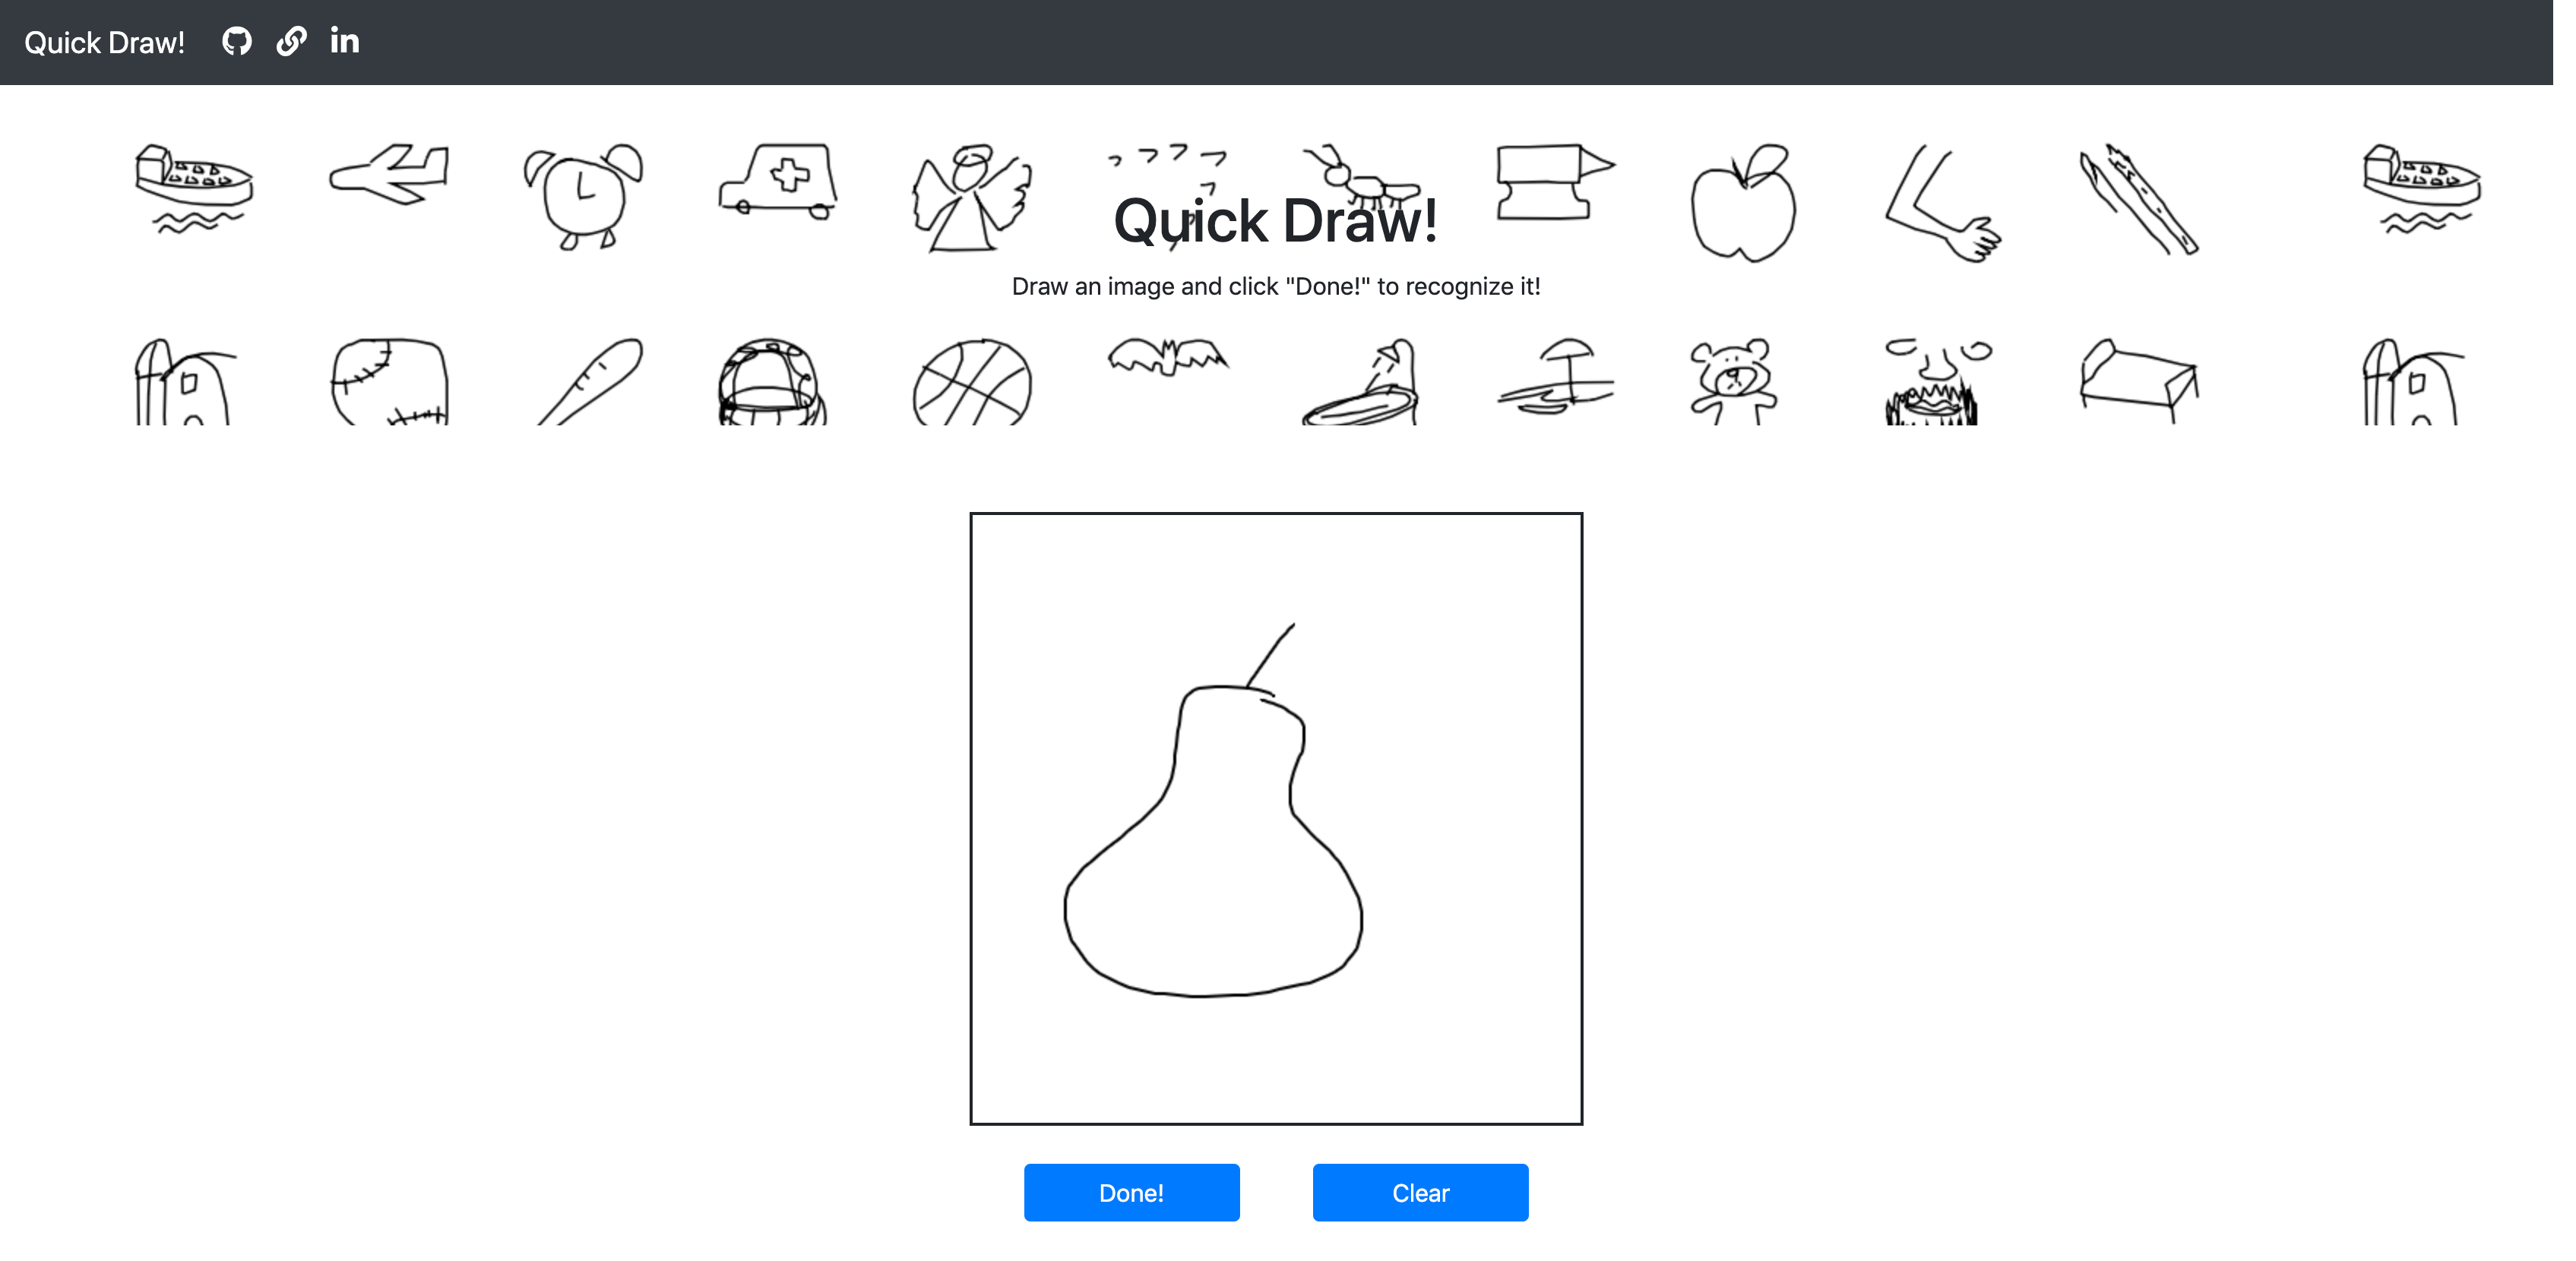 Quick Draw!
Quick Draw!
Draw an image and click "Done!" to recognize it!
Done!
Clear